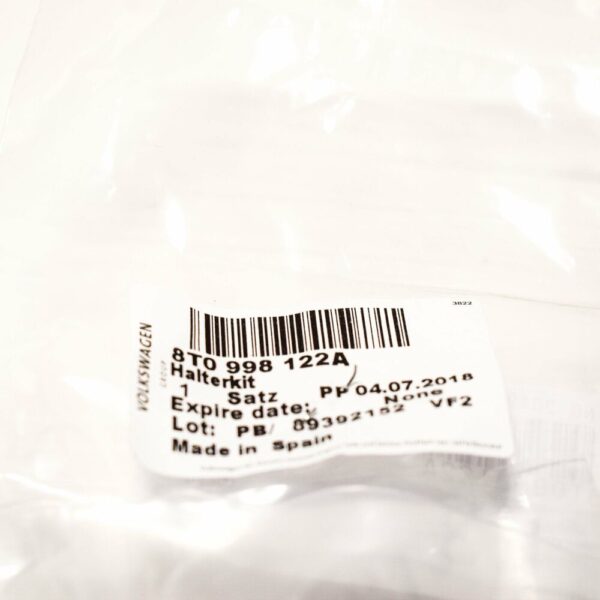 3822
VOLKSWAGEN
GROUP
8T0 998 122A
Halterkit
1 Satz PP 04.07.2018
Expire date: None
Lot: PB/ 89392152 VF2
Made in Spain